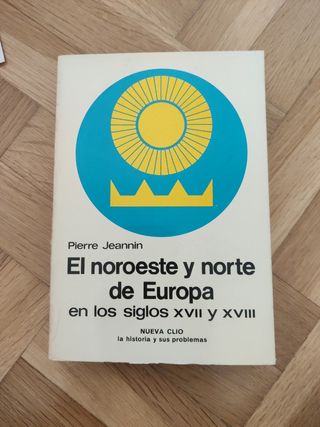 Pierre Jeannin
El noroeste y norte
de Europa
en los siglos XVII y XVIII
NUEVA CLIO
la historia y sus problemas